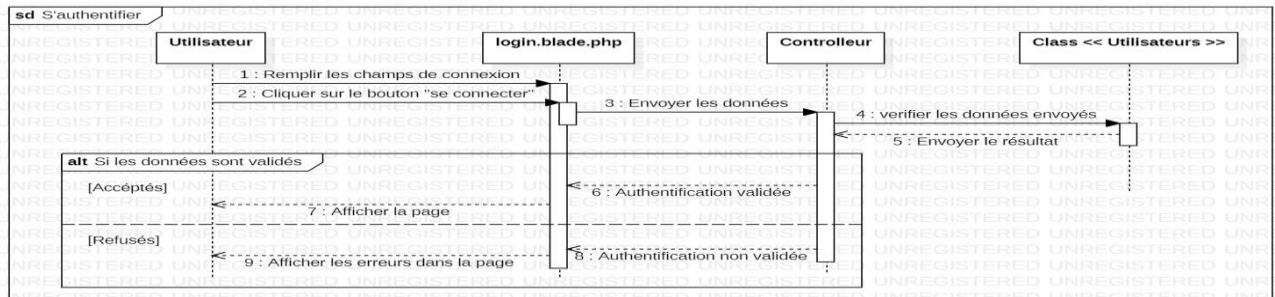 sd S'authentifier
Utilisateur
login.blade.php
Controlleur
Class << Utilisateurs >>
1 : Remplir les champs de connexion
2 : Cliquer sur le bouton "se connecter"
3 : Envoyer les données
4 : verifier les données envoyés
5 : Envoyer le résultat
alt Si les données sont validés
[Accéptés]
6 : Authentification validée
7 : Afficher la page
[Refusés]
8 : Authentification non validée
9 : Afficher les erreurs dans la page
UNREGISTERED